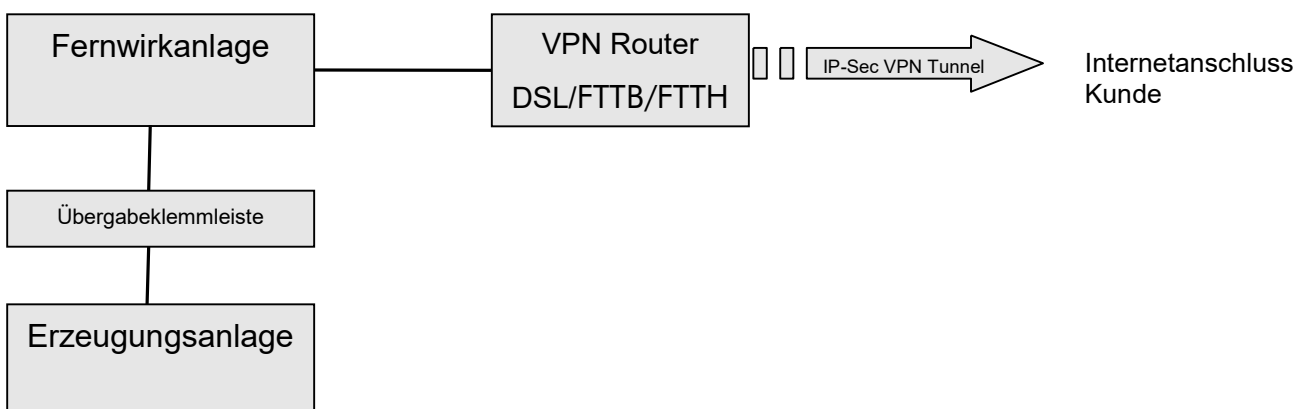 Fernwirkanlage
VPN Router
DSL/FTTB/FTTH
IP-Sec VPN Tunnel
Internetanschluss
Kunde
Übergabeklemmleiste
Erzeugungsanlage